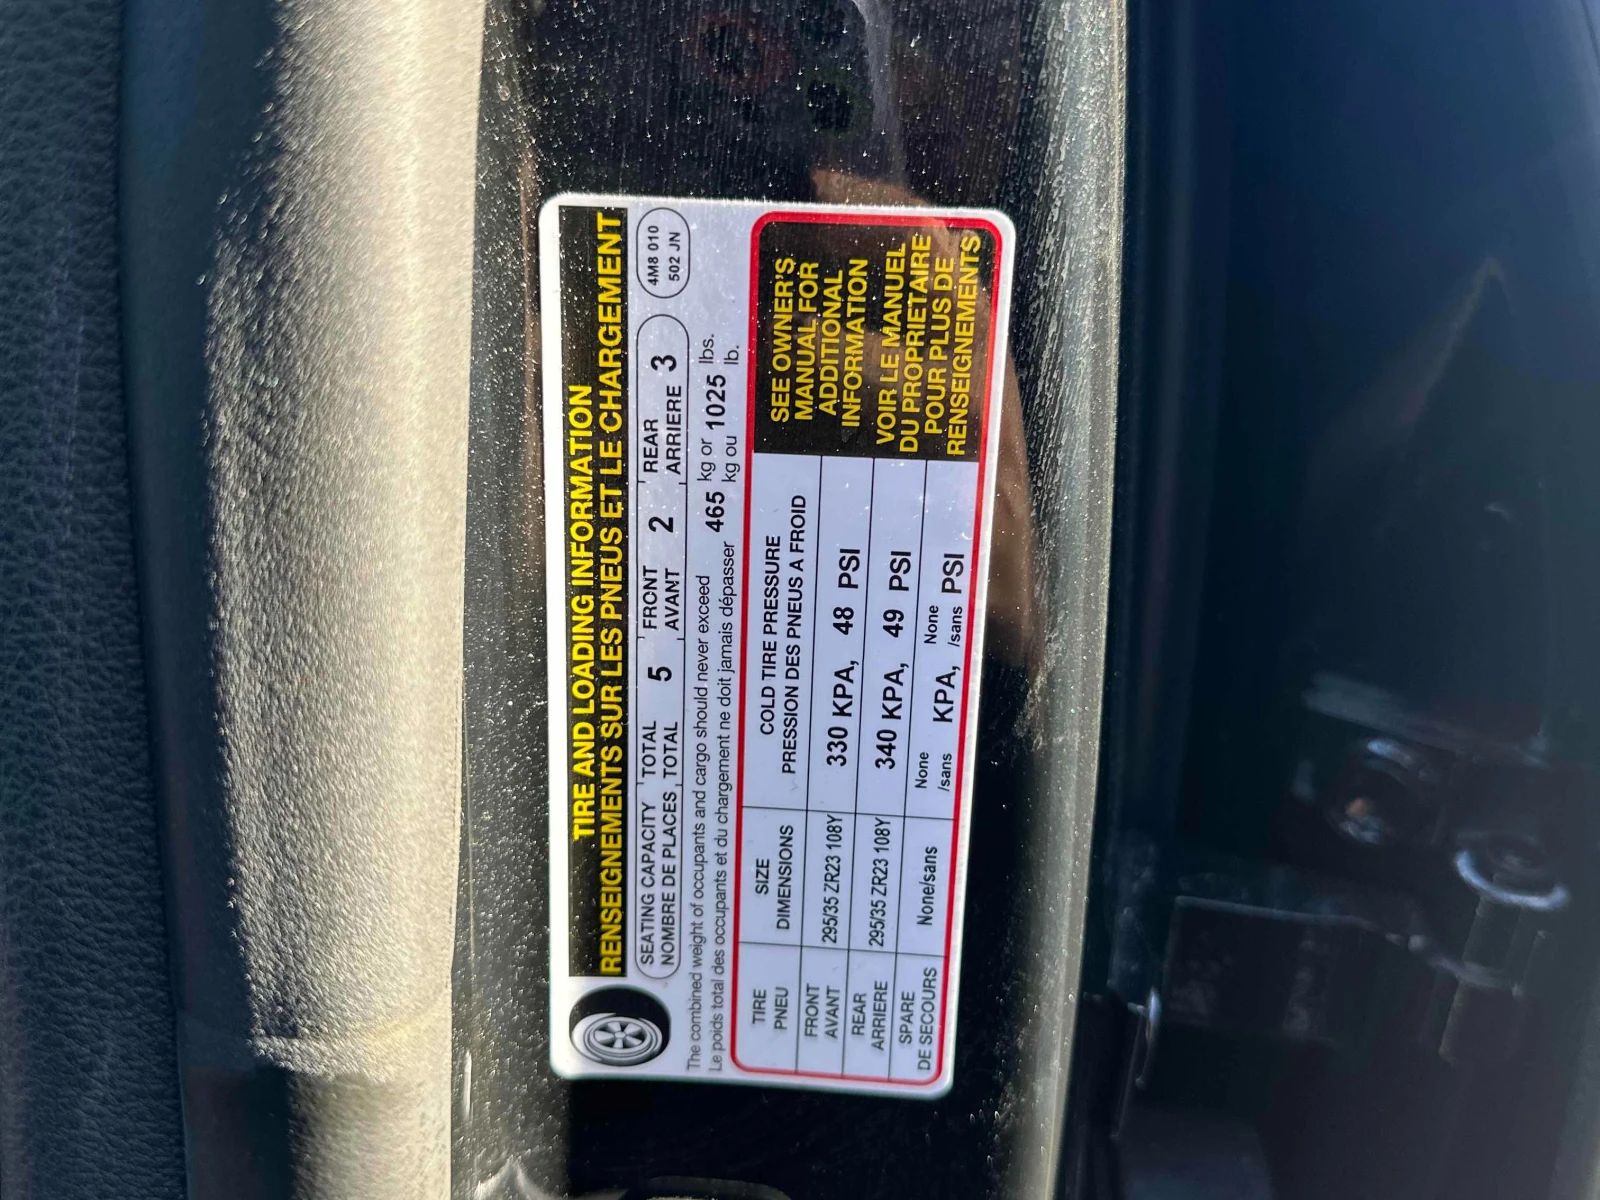 TIRE AND LOADING INFORMATION
RENSEIGNEMENTS SUR LES PNEUS ET LE CHARGEMENT
SEATING CAPACITY TOTAL 5 FRONT 2 REAR 3
NOMBRE DE PLACES TOTAL AVANT ARRIERE
4M8 010
502 JN
The combined weight of occupants and cargo should never exceed 465 kg or 1025 lbs.
Le poids total des occupants et du chargement ne doit jamais dépasser kg ou lb.
TIRE SIZE COLD TIRE PRESSURE
PNEU DIMENSIONS PRESSION DES PNEUS A FROID
FRONT
AVANT 295/35 ZR23 108Y 330 KPA, 48 PSI
REAR
ARRIERE 295/35 ZR23 108Y 340 KPA, 49 PSI
SPARE None None
DE SECOURS None/sans /sans KPA, /sans PSI
SEE OWNER'S
MANUAL FOR
ADDITIONAL
INFORMATION
VOIR LE MANUEL
DU PROPRIETAIRE
POUR PLUS DE
RENSEIGNEMENTS